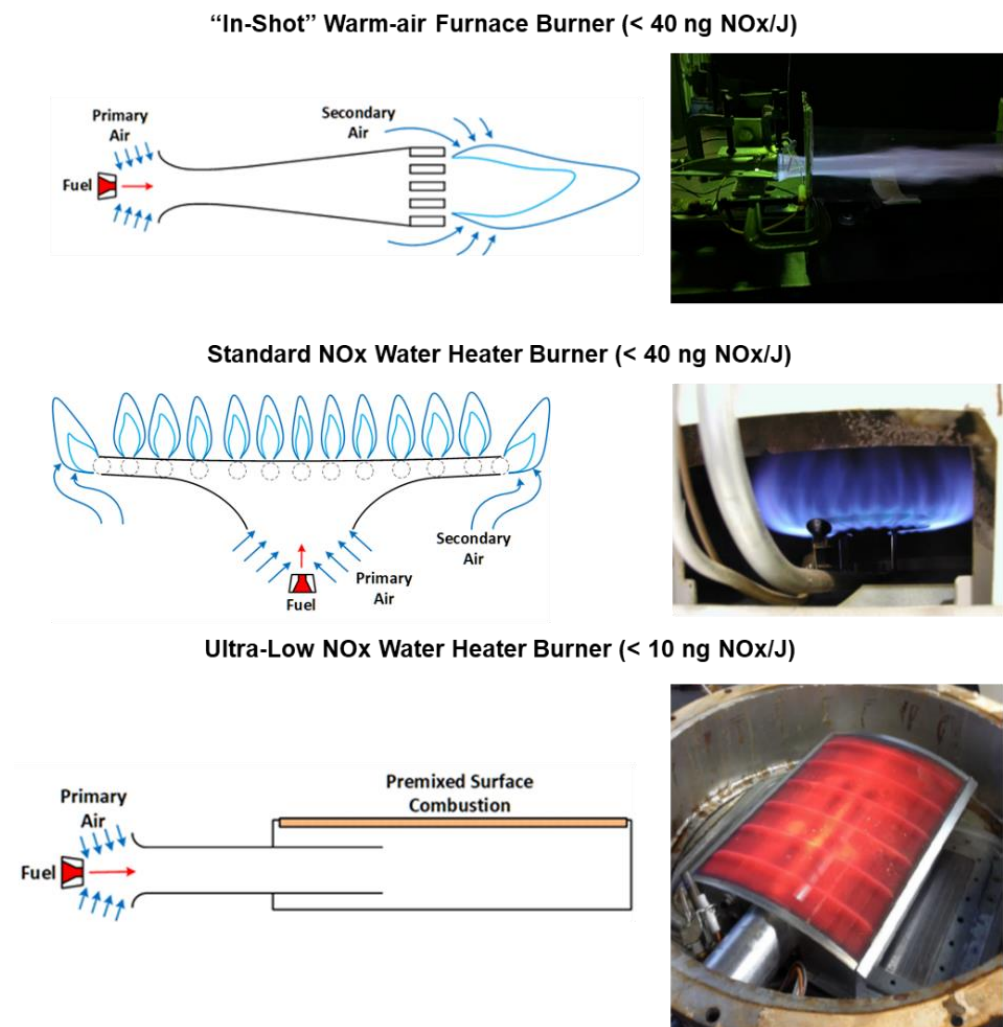 “In-Shot” Warm-air Furnace Burner (< 40 ng NOx/J)
Primary
Air
Secondary
Air
Fuel
Standard NOx Water Heater Burner (< 40 ng NOx/J)
Secondary
Air
Primary
Air
Fuel
Ultra-Low NOx Water Heater Burner (< 10 ng NOx/J)
Premixed Surface
Combustion
Primary
Air
Fuel